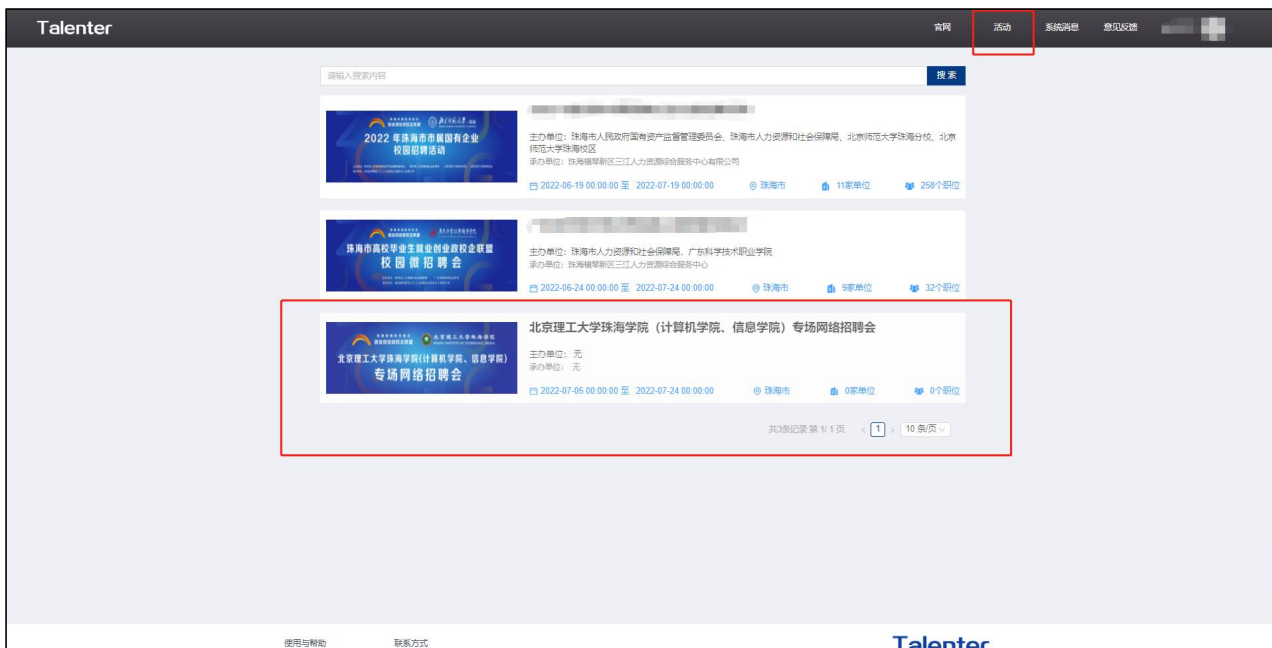 Talenter
官网
活动
系统消息
意见反馈
请输入搜索内容
搜索
2022 年珠海市市属国有企业
校园招聘活动
主办单位：珠海市人民政府国有资产监督管理委员会、珠海市人力资源和社会保障局、北京师范大学珠海分校、北京
师范大学珠海校区
承办单位：珠海横琴新区三江人力资源综合服务中心有限公司
2022-06-19 00:00:00 至 2022-07-19 00:00:00
珠海市
11家单位
258个职位
珠海市高校毕业生就业创业政校企联盟
校园微招聘会
主办单位：珠海市人力资源和社会保障局，广东科学技术职业学院
承办单位：珠海横琴新区三江人力资源综合服务中心
2022-06-24 00:00:00 至 2022-07-24 00:00:00
珠海市
9家单位
32个职位
北京理工大学珠海学院
北京理工大学珠海学院(计算机学院、信息学院)
专场网络招聘会
北京理工大学珠海学院（计算机学院、信息学院）专场网络招聘会
主办单位： 无
承办单位： 无
2022-07-05 00:00:00 至 2022-07-24 00:00:00
珠海市
0家单位
0个职位
共3条记录 第 1/ 1 页
< 1 >
10 条/页
使用与帮助
联系方式
Talenter